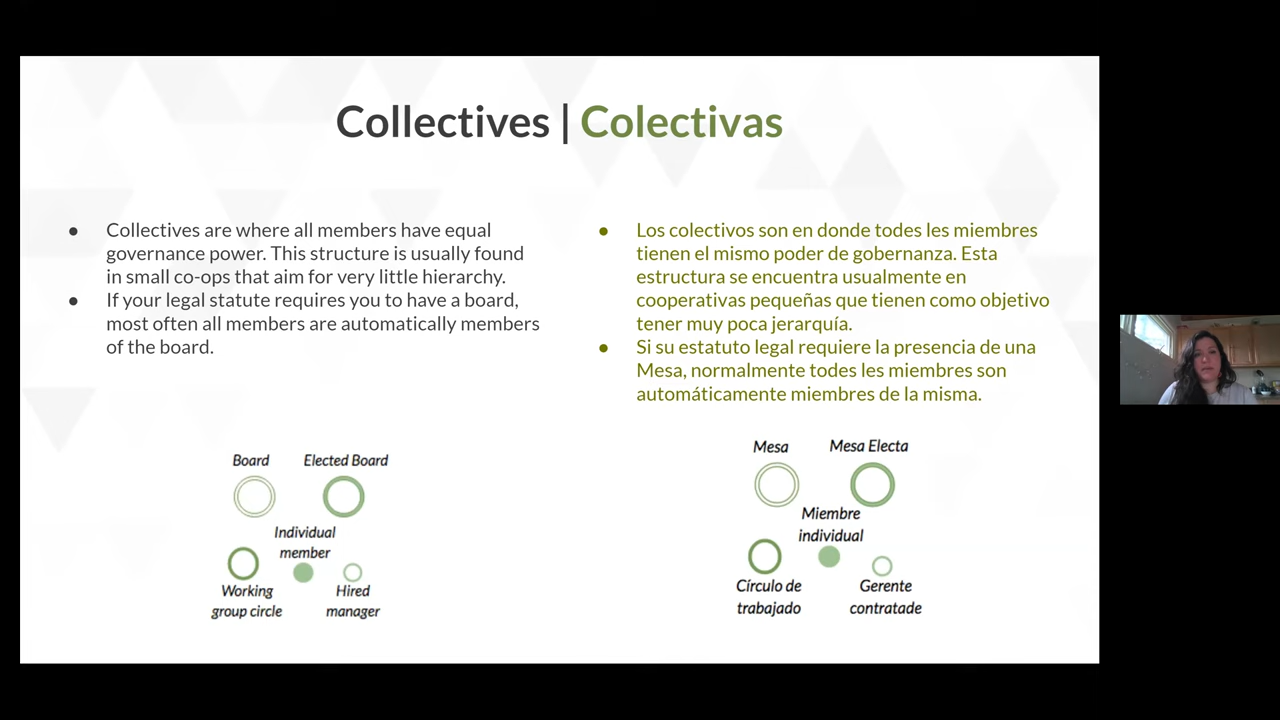 Collectives | Colectivas
● Collectives are where all members have equal
governance power. This structure is usually found
in small co-ops that aim for very little hierarchy.
● If your legal statute requires you to have a board,
most often all members are automatically members
of the board.
● Los colectivos son en donde todes les miembres
tienen el mismo poder de gobernanza. Esta
estructura se encuentra usualmente en
cooperativas pequeñas que tienen como objetivo
tener muy poca jerarquía.
● Si su estatuto legal requiere la presencia de una
Mesa, normalmente todes les miembres son
automáticamente miembres de la misma.
Board
Elected Board
Individual
member
Working
group circle
Hired
manager
Mesa
Mesa Electa
Miembre
individual
Círculo de
trabajado
Gerente
contratade